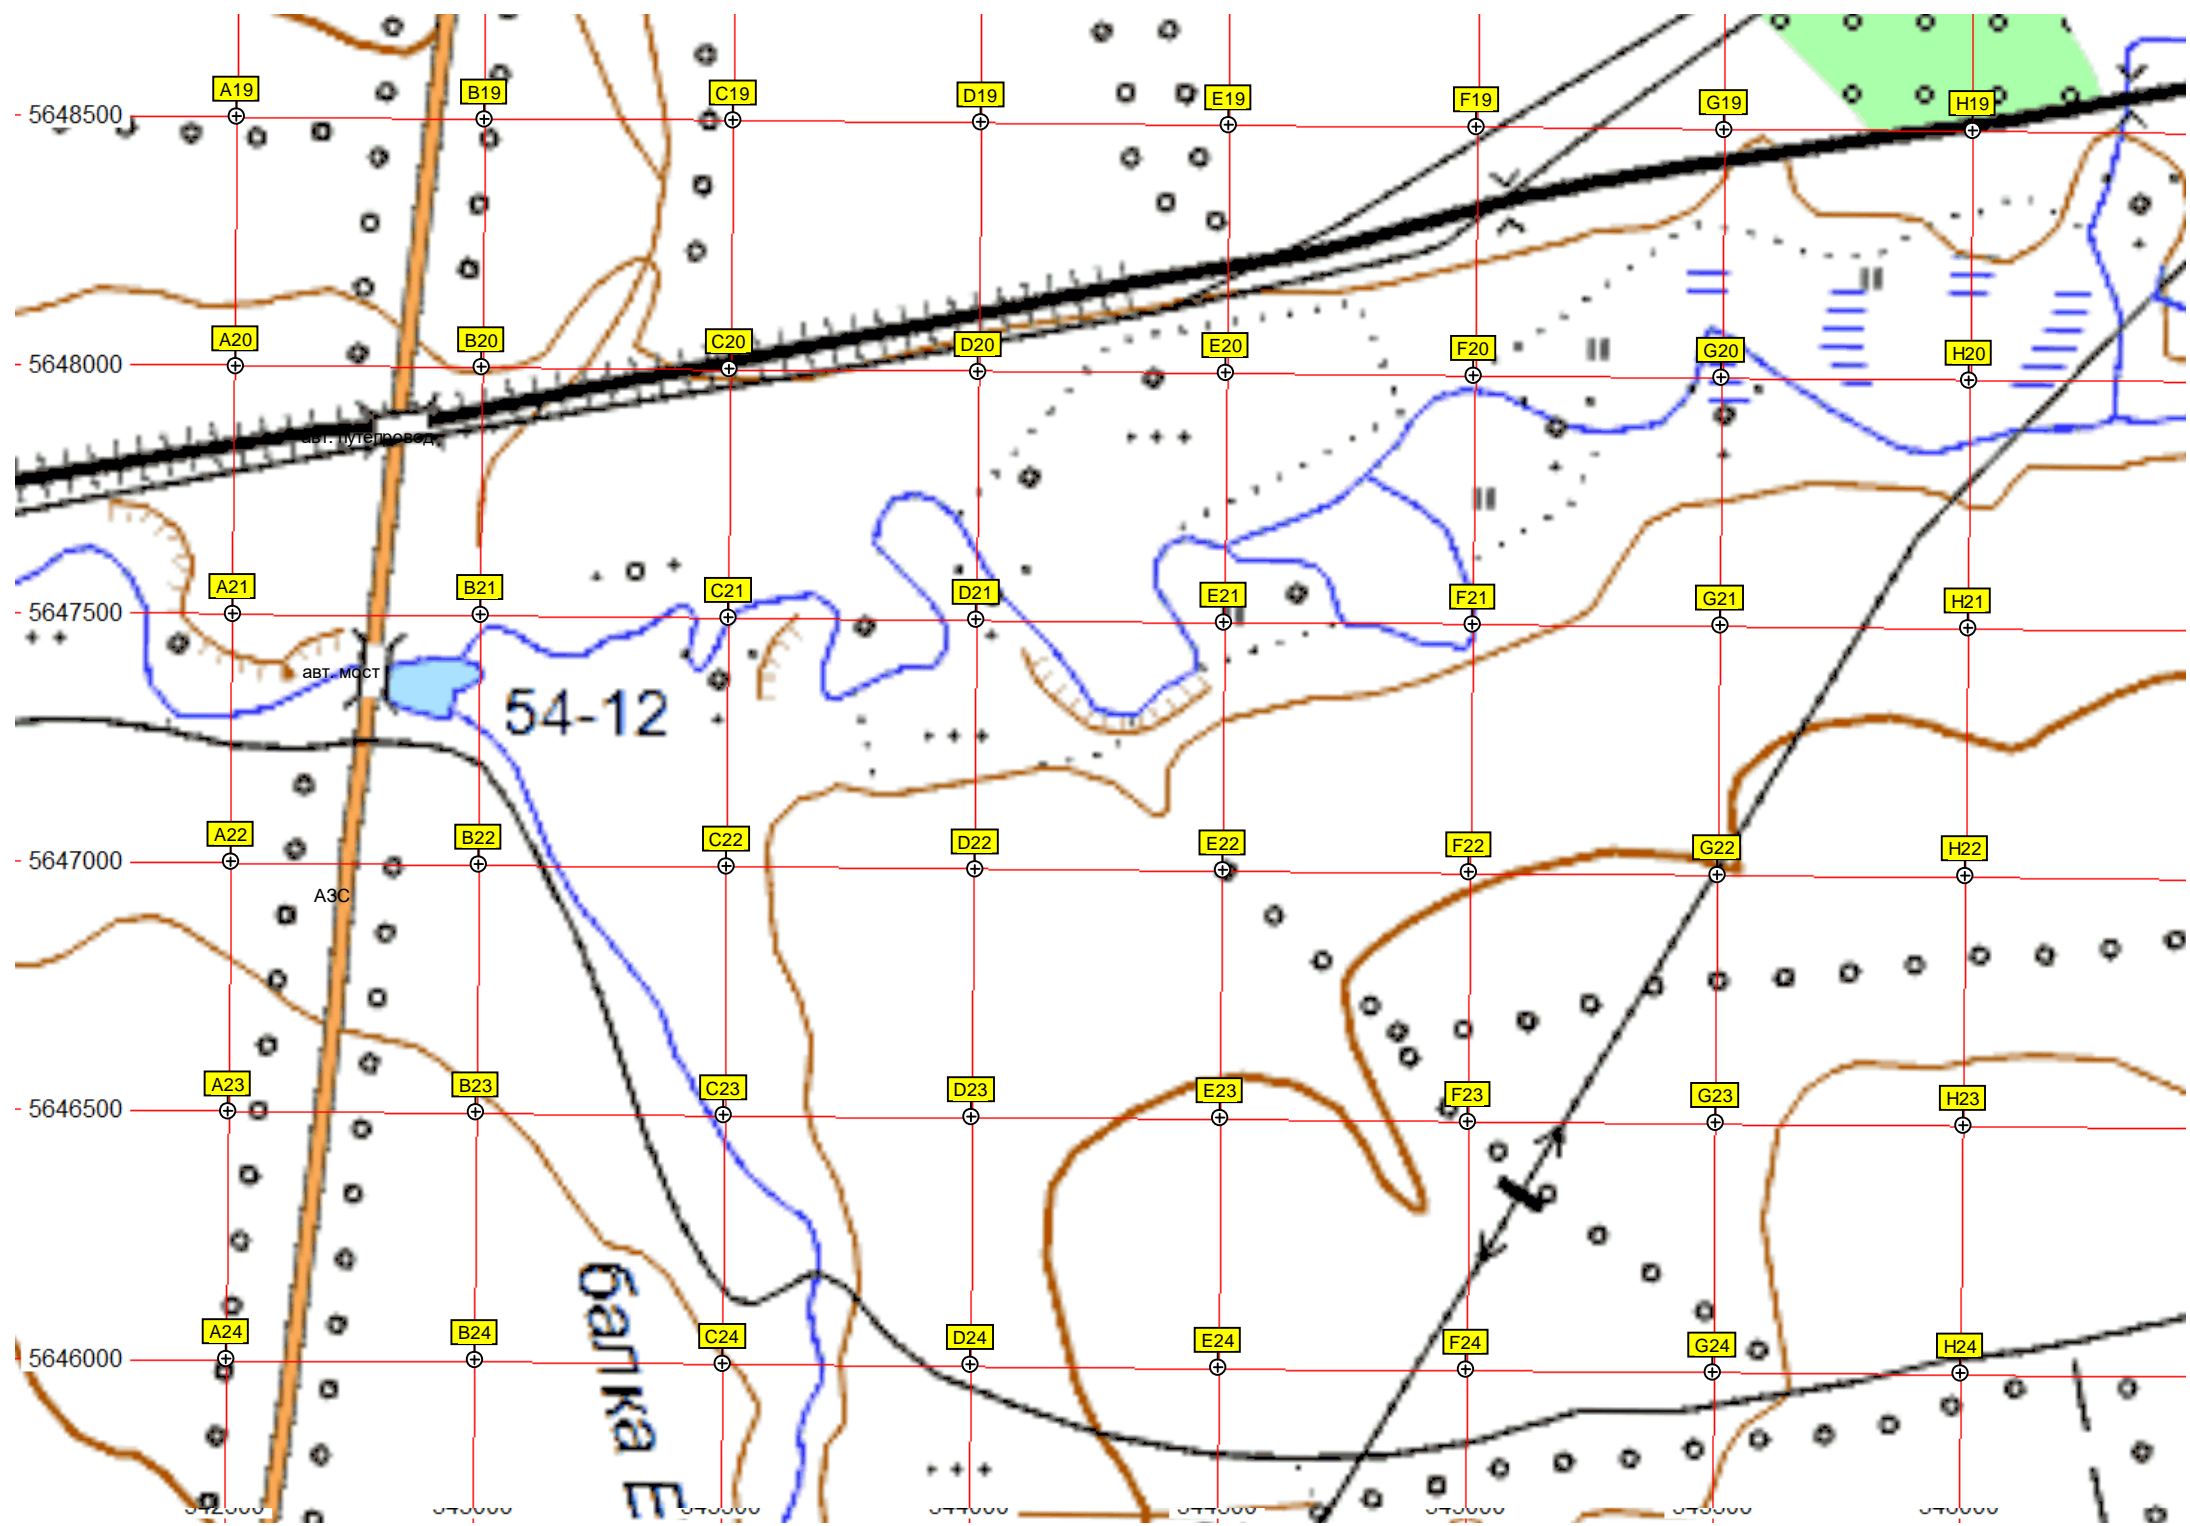 A19 B19 C19 D19 E19 F19 G19 H19
5648500
A20 B20 C20 D20 E20 F20 G20 H20
5648000
авт. путепровод
A21 B21 C21 D21 E21 F21 G21 H21
5647500
авт. мост
54-12
A22 B22 C22 D22 E22 F22 G22 H22
5647000
АЗС
A23 B23 C23 D23 E23 F23 G23 H23
5646500
балка Е
A24 B24 C24 D24 E24 F24 G24 H24
5646000